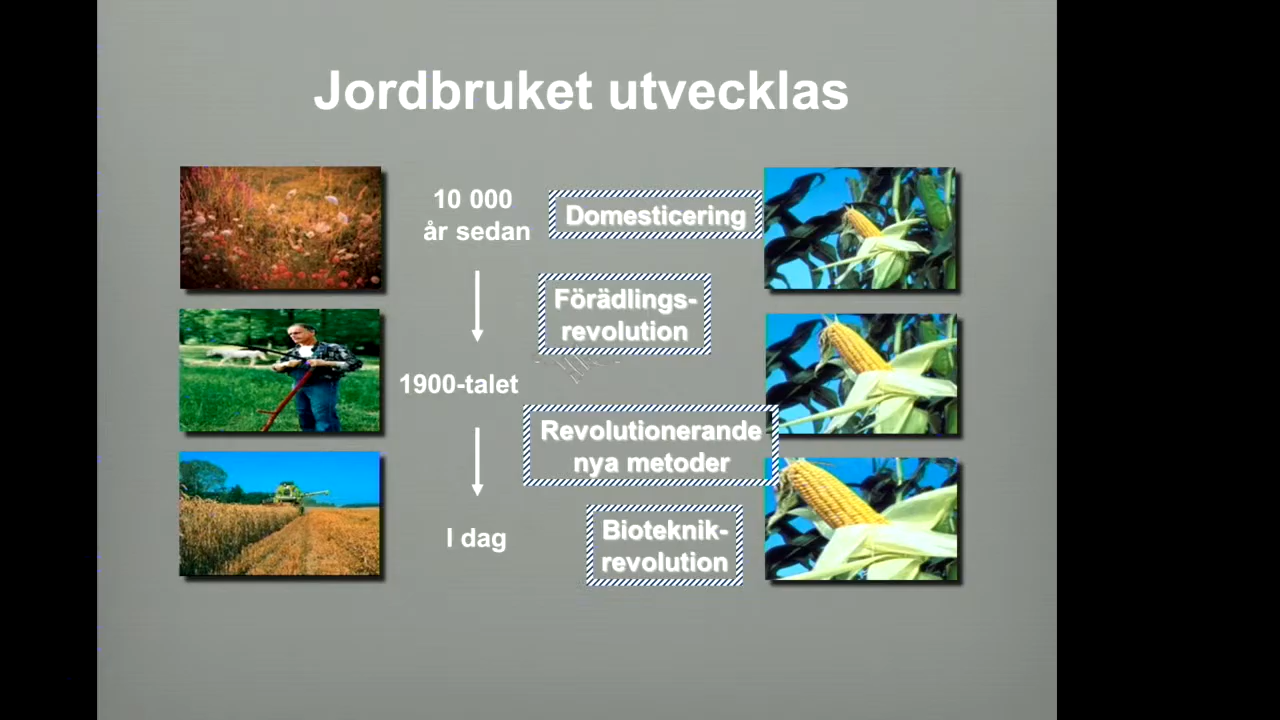 Jordbruket utvecklas
10 000
år sedan
Domesticering
Förädlings-
revolution
1900-talet
Revolutionerande
nya metoder
I dag
Bioteknik-
revolution